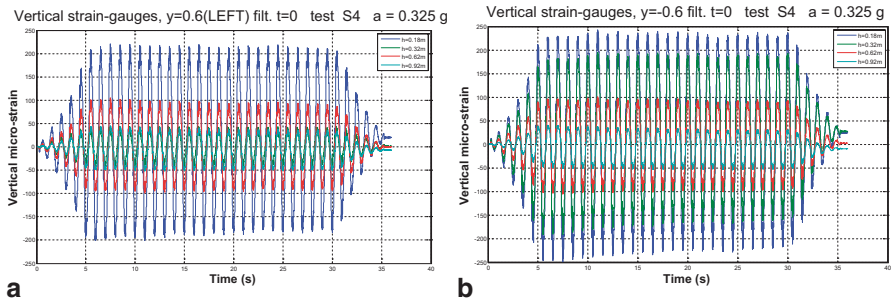 Vertical strain-gauges, y=0.6(LEFT) filt. t=0 test S4 a = 0.325 g
250
200
150
100
50
0
-50
-100
-150
-200
-250
Vertical micro-strain
h=0.18m
h=0.32m
h=0.62m
h=0.92m
0 5 10 15 20 25 30 35 40
Time (s)
a
Vertical strain-gauges, y=-0.6 filt. t=0 test S4 a = 0.325 g
250
200
150
100
50
0
-50
-100
-150
-200
-250
Vertical micro-strain
h=0.18m
h=0.32m
h=0.62m
h=0.92m
0 5 10 15 20 25 30 35 40
Time (s)
b